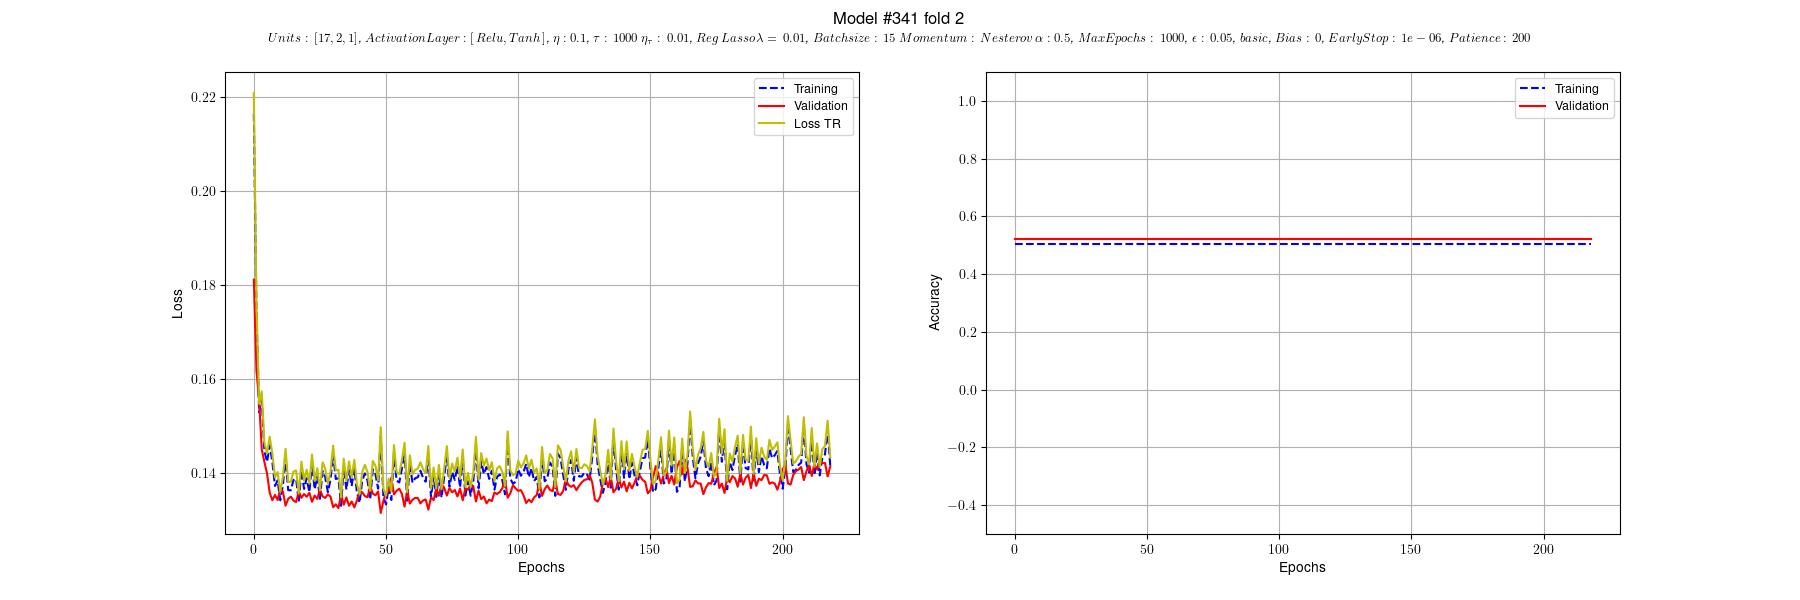 Model #341 fold 2
Units : [17, 2, 1], ActivationLayer : [ Relu, Tanh ], η : 0.1, τ : 1000 η_τ : 0.01, Reg Lasso λ = 0.01, Batchsize : 15 Momentum : Nesterov α : 0.5, MaxEpochs : 1000, ϵ : 0.05, basic, Bias : 0, EarlyStop : 1e − 06, Patience : 200
Training
Validation
Loss TR
0.22
0.20
0.18
0.16
0.14
Loss
0 50 100 150 200
Epochs
Training
Validation
1.0
0.8
0.6
0.4
0.2
0.0
−0.2
−0.4
Accuracy
0 50 100 150 200
Epochs